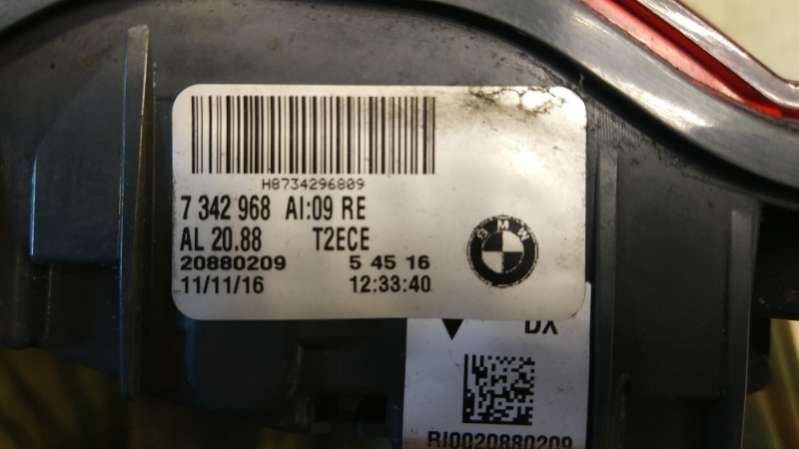 H8734296809
7 342 968 AI:09 RE
AL 20.88 T2ECE
BMW
20880209 5 45 16
11/11/16 12:33:40
DX
RI0020880209